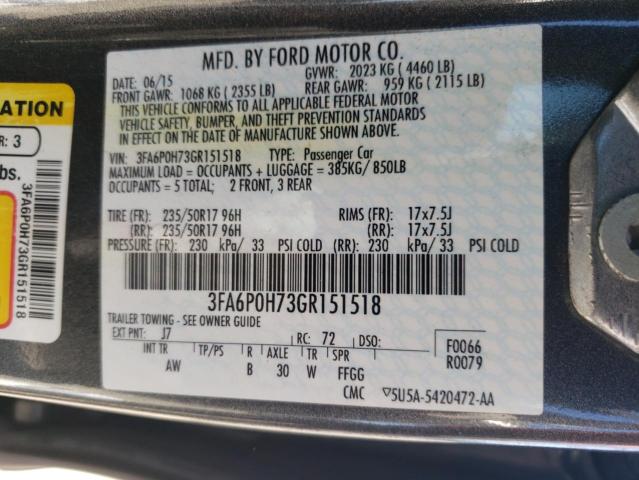 MFD. BY FORD MOTOR CO.
DATE: 06/15 GVWR: 2023 KG ( 4460 LB)
FRONT GAWR: 1068 KG ( 2355 LB) REAR GAWR: 959 KG ( 2115 LB)
THIS VEHICLE CONFORMS TO ALL APPLICABLE FEDERAL MOTOR
VEHICLE SAFETY, BUMPER, AND THEFT PREVENTION STANDARDS
IN EFFECT ON THE DATE OF MANUFACTURE SHOWN ABOVE.
VIN: 3FA6P0H73GR151518 TYPE: Passenger Car
MAXIMUM LOAD = OCCUPANTS + LUGGAGE = 385KG/ 850LB
OCCUPANTS = 5 TOTAL; 2 FRONT, 3 REAR
TIRE (FR): 235/50R17 96H RIMS (FR): 17x7.5J
(RR): 235/50R17 96H (RR): 17x7.5J
PRESSURE (FR): 230 kPa/ 33 PSI COLD (RR): 230 kPa/ 33 PSI COLD
3FA6P0H73GR151518
TRAILER TOWING - SEE OWNER GUIDE
EXT PNT: J7 RC: 72 DSO:
F0066
R0079
INT TR TP/PS R AXLE TR SPR
AW B 30 W FFGG
CMC ▽5U5A-5420472-AA
ATION
R: 3
bs.
3FA6P0H73GR151518